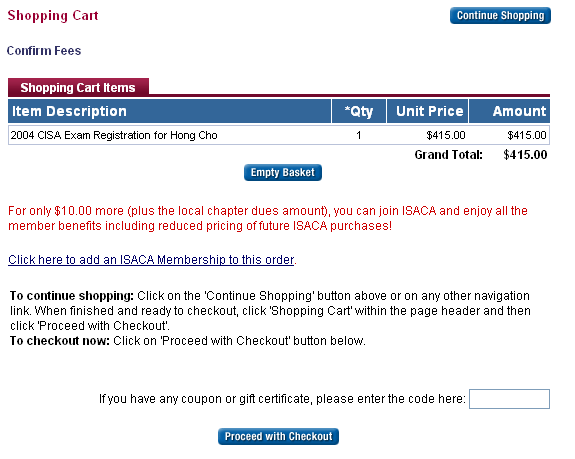 Shopping Cart
Continue Shopping
Confirm Fees
Shopping Cart Items
Item Description *Qty Unit Price Amount
2004 CISA Exam Registration for Hong Cho 1 $415.00 $415.00
Grand Total: $415.00
Empty Basket
For only $10.00 more (plus the local chapter dues amount), you can join ISACA and enjoy all the
member benefits including reduced pricing of future ISACA purchases!
Click here to add an ISACA Membership to this order.
To continue shopping: Click on the 'Continue Shopping' button above or on any other navigation
link. When finished and ready to checkout, click 'Shopping Cart' within the page header and then
click 'Proceed with Checkout'.
To checkout now: Click on 'Proceed with Checkout' button below.
If you have any coupon or gift certificate, please enter the code here:
Proceed with Checkout